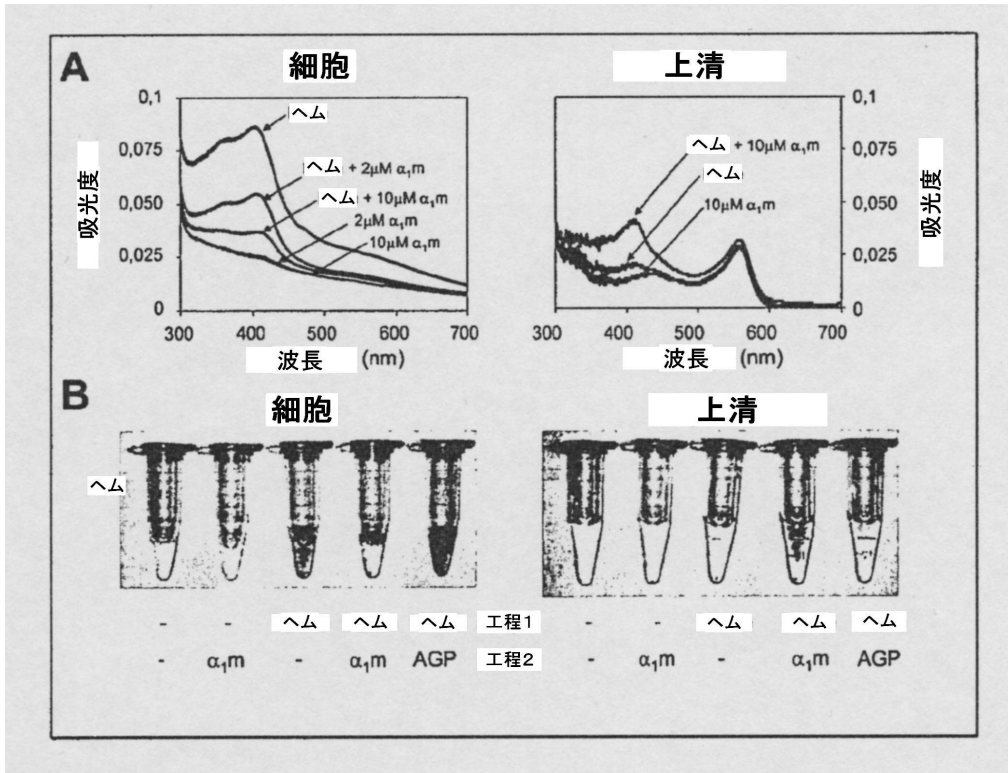 A
細胞
上清
0,1
0,075
0,050
0,025
0
吸光度
ヘム
ヘム + 2μM α₁m
ヘム + 10μM α₁m
2μM α₁m
10μM α₁m
300 400 500 600 700
波長 (nm)
ヘム + 10μM α₁m
ヘム
10μM α₁m
0,1
0,075
0,050
0,025
0
吸光度
300 400 500 600 700
波長 (nm)
B
細胞
上清
ヘム
- - ヘム ヘム ヘム 工程1 - - ヘム ヘム ヘム
- α₁m - α₁m AGP 工程2 - α₁m - α₁m AGP